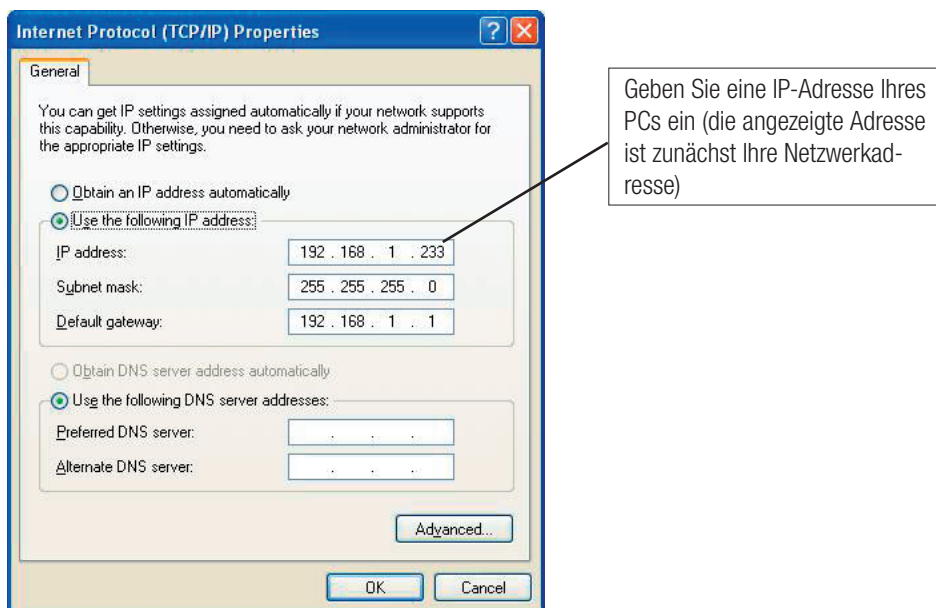 Internet Protocol (TCP/IP) Properties
General
You can get IP settings assigned automatically if your network supports
this capability. Otherwise, you need to ask your network administrator for
the appropriate IP settings.
Obtain an IP address automatically
Use the following IP address:
IP address: 192 . 168 . 1 . 233
Subnet mask: 255 . 255 . 255 . 0
Default gateway: 192 . 168 . 1 . 1
Obtain DNS server address automatically
Use the following DNS server addresses:
Preferred DNS server: . . .
Alternate DNS server: . . .
Advanced...
OK Cancel
Geben Sie eine IP-Adresse Ihres
PCs ein (die angezeigte Adresse
ist zunächst Ihre Netzwerkad-
resse)